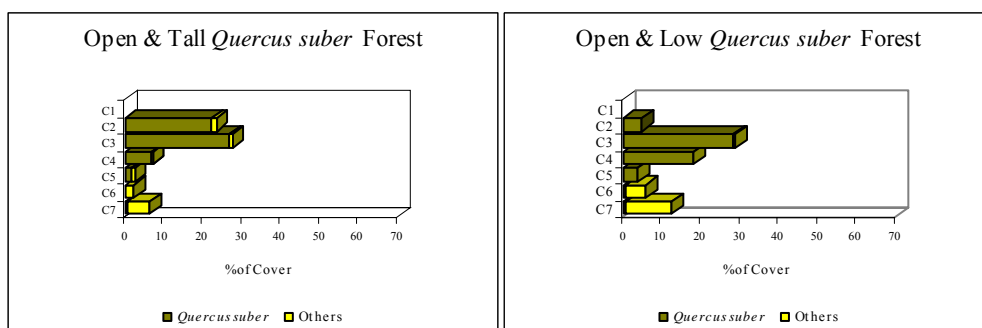 Open & Tall Quercus suber Forest
C1
C2
C3
C4
C5
C6
C7
0 10 20 30 40 50 60 70
% of Cover
Quercus suber Others
Open & Low Quercus suber Forest
C1
C2
C3
C4
C5
C6
C7
0 10 20 30 40 50 60 70
% of Cover
Quercus suber Others